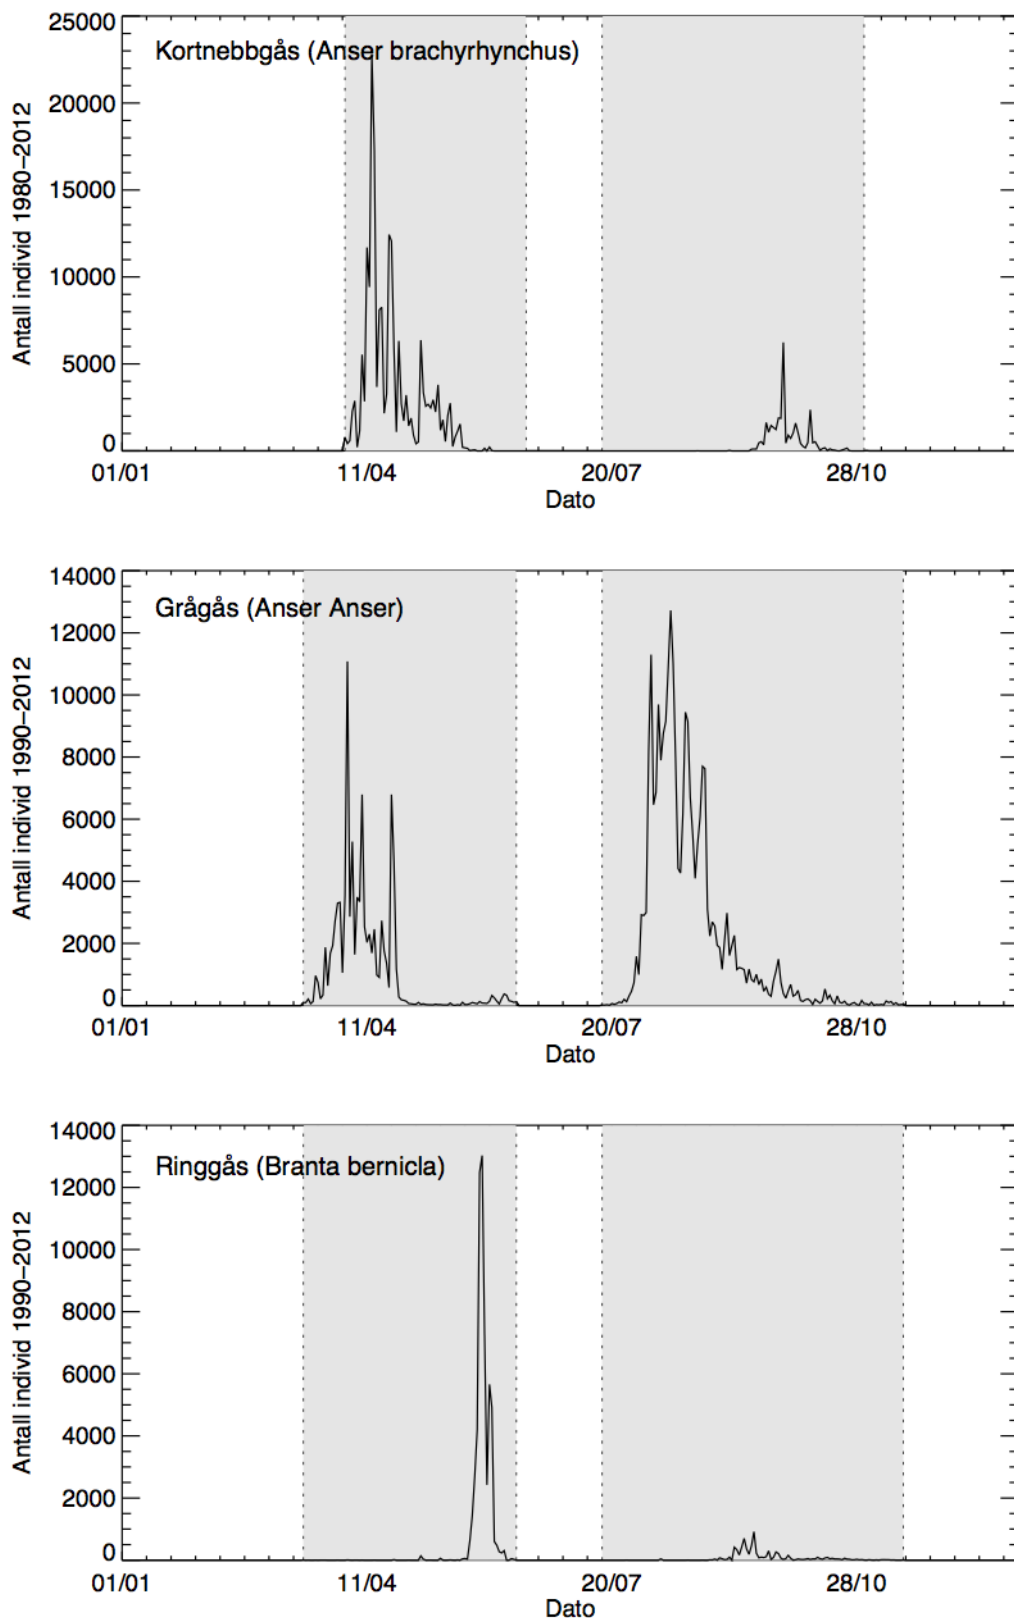 25000
Kortnebbgås (Anser brachyrhynchus)
20000
15000
10000
5000
0
Antall individ 1980–2012
01/01 11/04 20/07 28/10
Dato
14000
Grågås (Anser Anser)
12000
10000
8000
6000
4000
2000
0
Antall individ 1990–2012
01/01 11/04 20/07 28/10
Dato
14000
Ringgås (Branta bernicla)
12000
10000
8000
6000
4000
2000
0
Antall individ 1990–2012
01/01 11/04 20/07 28/10
Dato